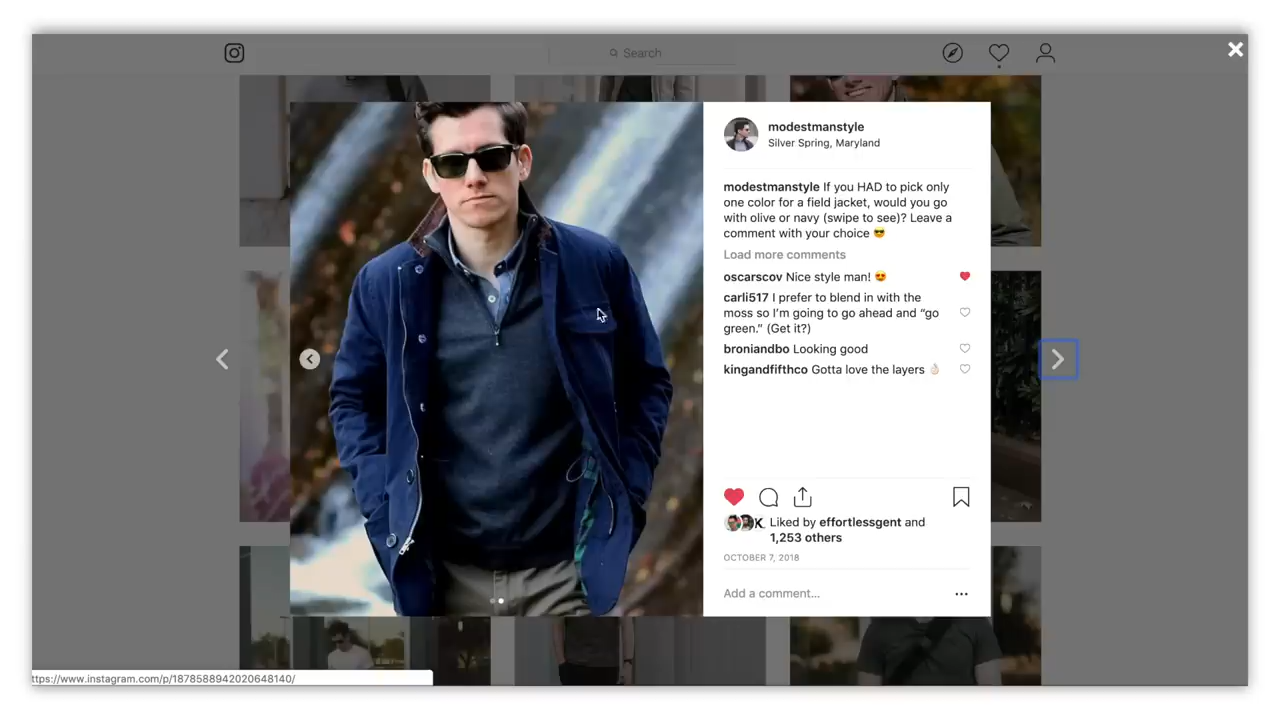 Search
modestmanstyle
Silver Spring, Maryland
modestmanstyle If you HAD to pick only
one color for a field jacket, would you go
with olive or navy (swipe to see)? Leave a
comment with your choice 😎
Load more comments
oscarscov Nice style man! 😍
carli517 I prefer to blend in with the
moss so I'm going to go ahead and “go
green.” (Get it?)
broniandbo Looking good
kingandfifthco Gotta love the layers 👌🏻
K
Liked by effortlessgent and
1,253 others
OCTOBER 7, 2018
Add a comment...
ttps://www.instagram.com/p/1878588942020648140/